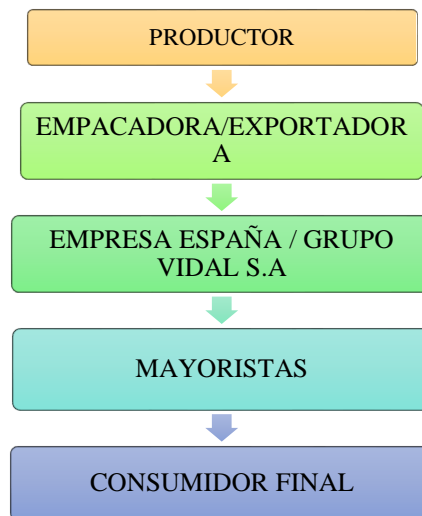 PRODUCTOR
EMPACADORA/EXPORTADOR
A
EMPRESA ESPAÑA / GRUPO
VIDAL S.A
MAYORISTAS
CONSUMIDOR FINAL